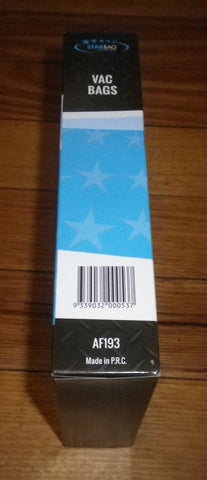 STARBAG
VAC
BAGS
9 339032 000537
AF193
Made in P.R.C.